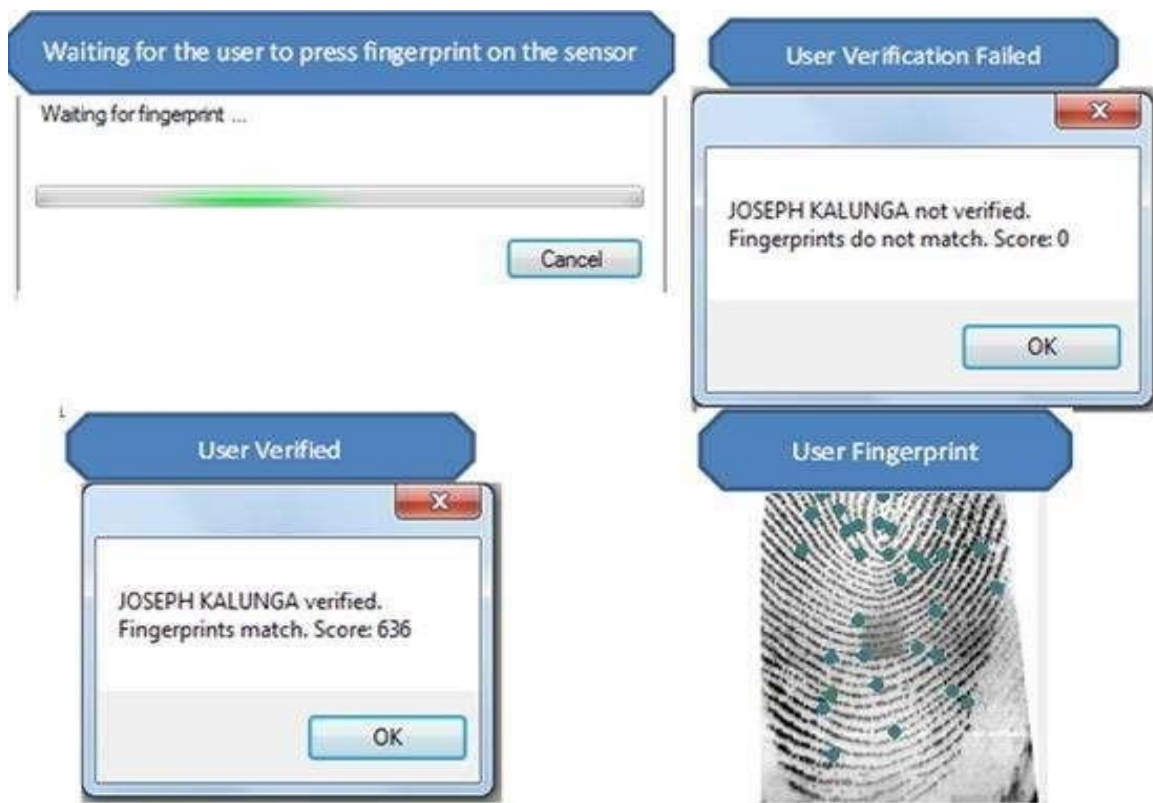 Waiting for the user to press fingerprint on the sensor
Waiting for fingerprint ...
Cancel
User Verification Failed
JOSEPH KALUNGA not verified.
Fingerprints do not match. Score: 0
OK
User Verified
JOSEPH KALUNGA verified.
Fingerprints match. Score: 636
OK
User Fingerprint